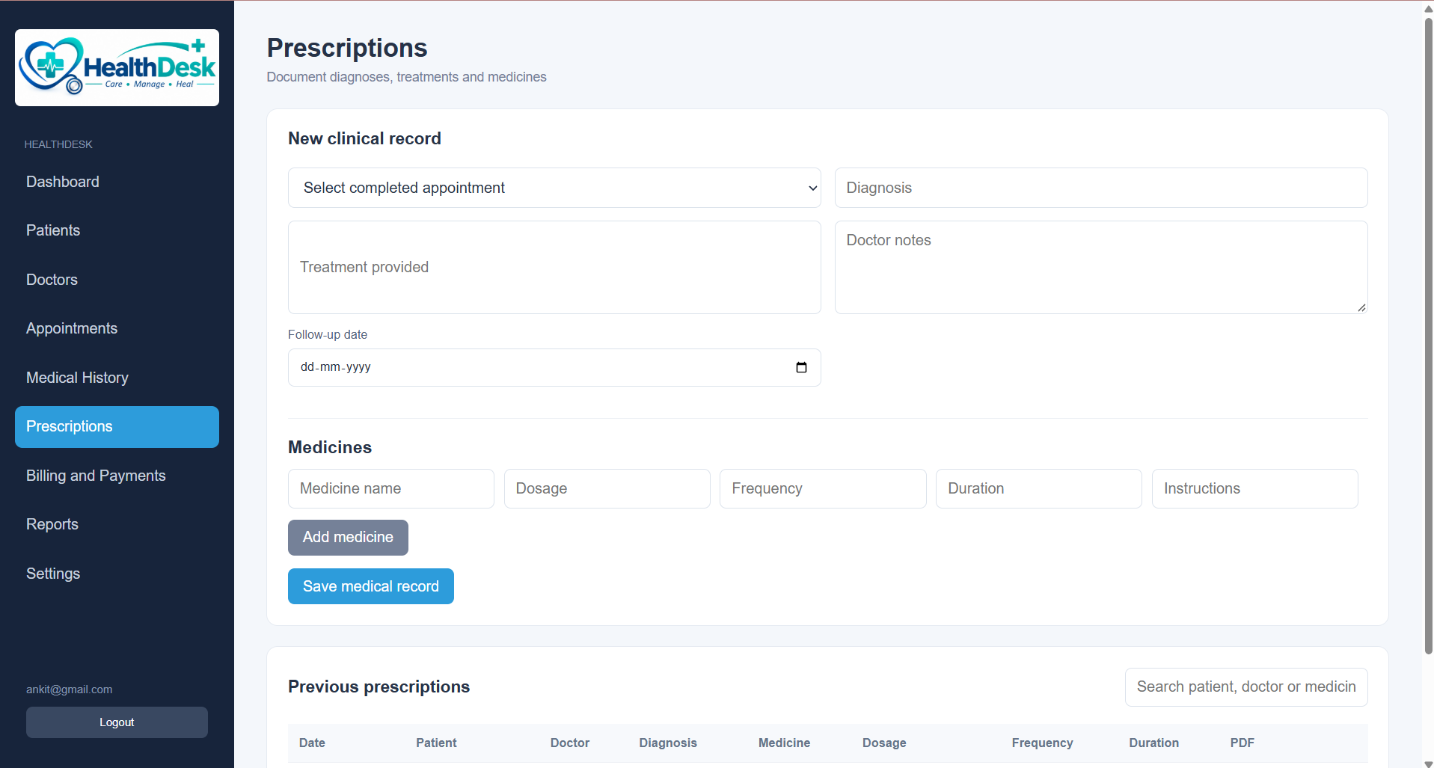 HealthDesk
Care • Manage • Heal
HEALTHDESK
Dashboard
Patients
Doctors
Appointments
Medical History
Prescriptions
Billing and Payments
Reports
Settings
ankit@gmail.com
Logout
Prescriptions
Document diagnoses, treatments and medicines
New clinical record
Select completed appointment
Diagnosis
Treatment provided
Doctor notes
Follow-up date
dd-mm-yyyy
Medicines
Medicine name Dosage Frequency Duration Instructions
Add medicine
Save medical record
Previous prescriptions
Search patient, doctor or medicin
Date Patient Doctor Diagnosis Medicine Dosage Frequency Duration PDF